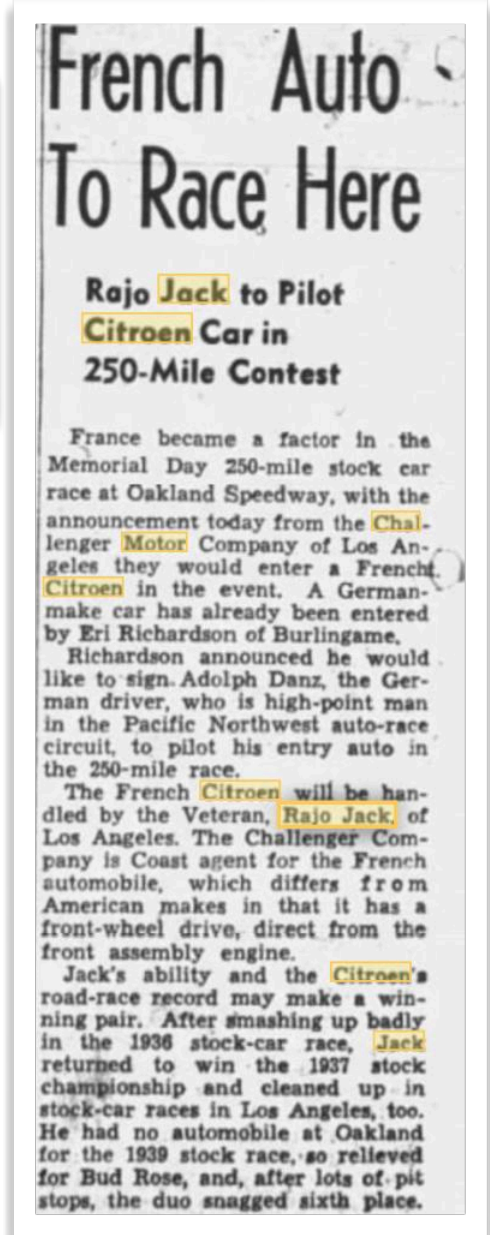 French Auto
To Race Here
Rajo Jack to Pilot
Citroen Car in
250-Mile Contest
France became a factor in the
Memorial Day 250-mile stock car
race at Oakland Speedway, with the
announcement today from the Chal-
lenger Motor Company of Los An-
geles they would enter a French
Citroen in the event. A German-
make car has already been entered
by Eri Richardson of Burlingame.
Richardson announced he would
like to sign Adolph Danz, the Ger-
man driver, who is high-point man
in the Pacific Northwest auto-race
circuit, to pilot his entry auto in
the 250-mile race.
The French Citroen will be han-
dled by the Veteran, Rajo Jack, of
Los Angeles. The Challenger Com-
pany is Coast agent for the French
automobile, which differs from
American makes in that it has a
front-wheel drive, direct from the
front assembly engine.
Jack's ability and the Citroen's
road-race record may make a win-
ning pair. After smashing up badly
in the 1936 stock-car race, Jack
returned to win the 1937 stock
championship and cleaned up in
stock-car races in Los Angeles, too.
He had no automobile at Oakland
for the 1939 stock race, so relieved
for Bud Rose, and, after lots of pit
stops, the duo snagged sixth place.